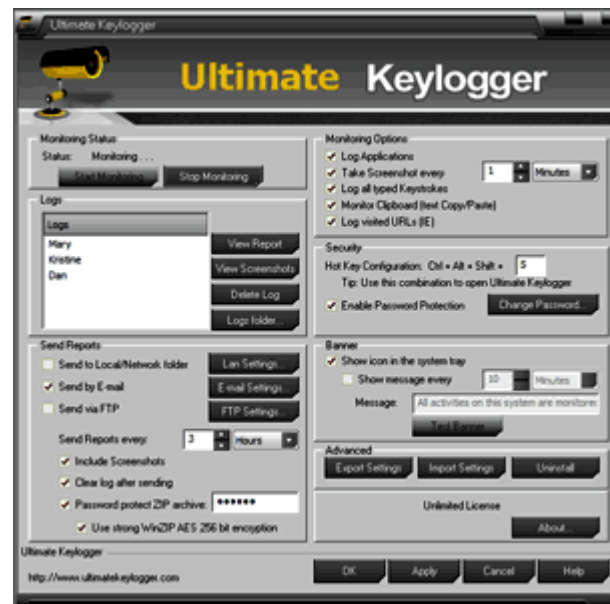 Ultimate Keylogger
Ultimate Keylogger
Monitoring Status
Status: Monitoring . . .
Start Monitoring
Stop Monitoring
Logs
Logs
Mary
Kristine
Dan
View Report
View Screenshots
Delete Log
Logs folder...
Send Reports
Send to Local/Network folder
Lan Settings...
Send by E-mail
E-mail Settings...
Send via FTP
FTP Settings...
Send Reports every: 3 Hours
Include Screenshots
Clear log after sending
Password protect ZIP archive: ******
Use strong WinZIP AES 256 bit encryption
Monitoring Options
Log Applications
Take Screenshot every 1 Minutes
Log all typed Keystrokes
Monitor Clipboard (text Copy/Paste)
Log visited URLs (IE)
Security
Hot Key Configuration: Ctrl + Alt + Shift + S
Tip: Use this combination to open Ultimate Keylogger
Enable Password Protection
Change Password...
Banner
Show icon in the system tray
Show message every 10 Minutes
Message: All activities on this system are monitored
Test Banner
Advanced
Export Settings
Import Settings
Uninstall
Unlimited License
About...
Ultimate Keylogger
http://www.ultimatekeylogger.com
OK
Apply
Cancel
Help